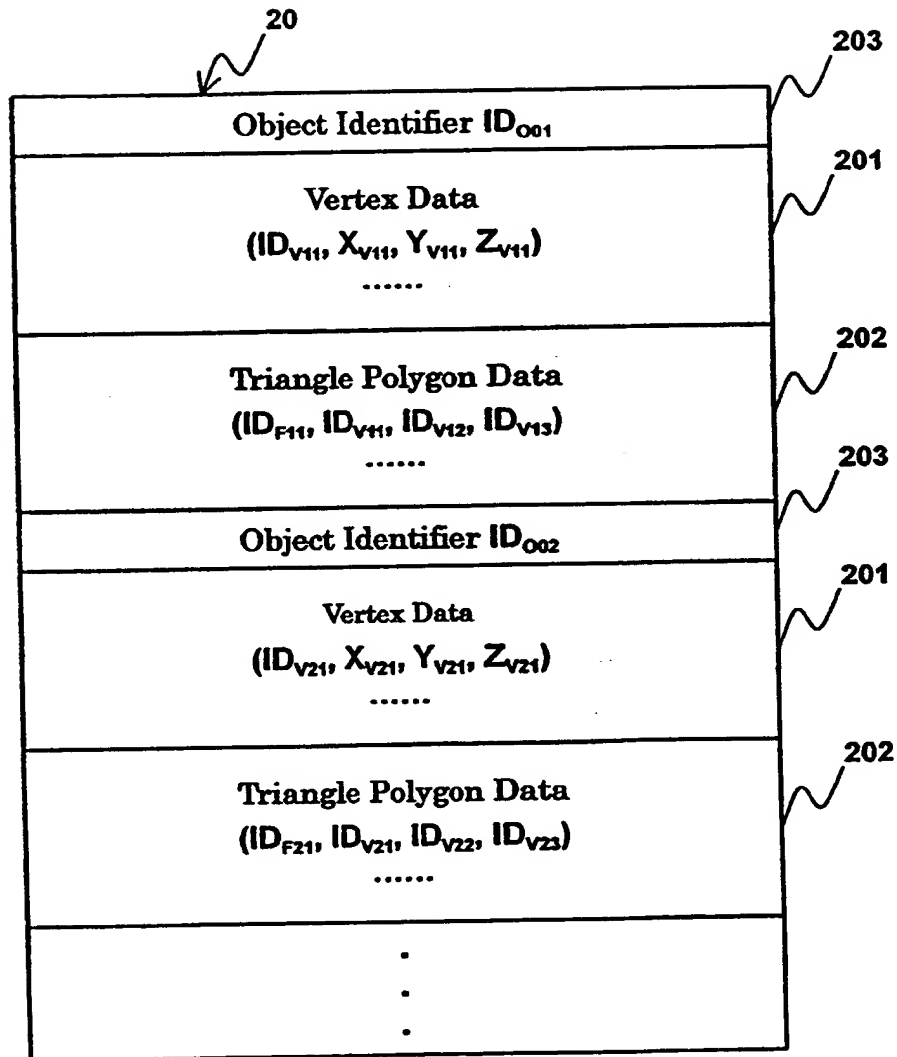 20
203
Object Identifier ID_O01
201
Vertex Data
(ID_V11, X_V11, Y_V11, Z_V11)
......
202
Triangle Polygon Data
(ID_F11, ID_V11, ID_V12, ID_V13)
......
203
Object Identifier ID_O02
201
Vertex Data
(ID_V21, X_V21, Y_V21, Z_V21)
......
202
Triangle Polygon Data
(ID_F21, ID_V21, ID_V22, ID_V23)
......
.
.
.